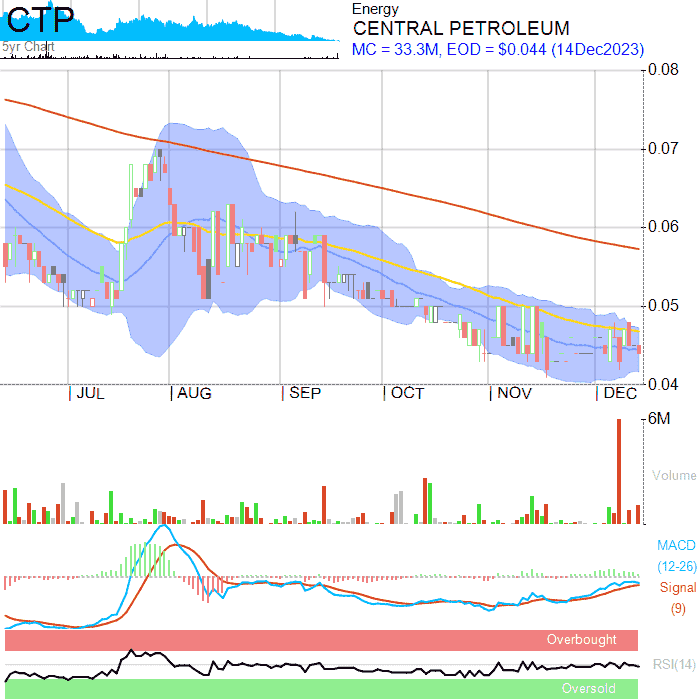 CTP
5yr Chart
Energy
CENTRAL PETROLEUM
MC = 33.3M, EOD = $0.044 (14Dec2023)
0.08
0.07
0.06
0.05
0.04
JUL AUG SEP OCT NOV DEC
6M
Volume
MACD
(12-26)
Signal
(9)
Overbought
RSI(14)
Oversold